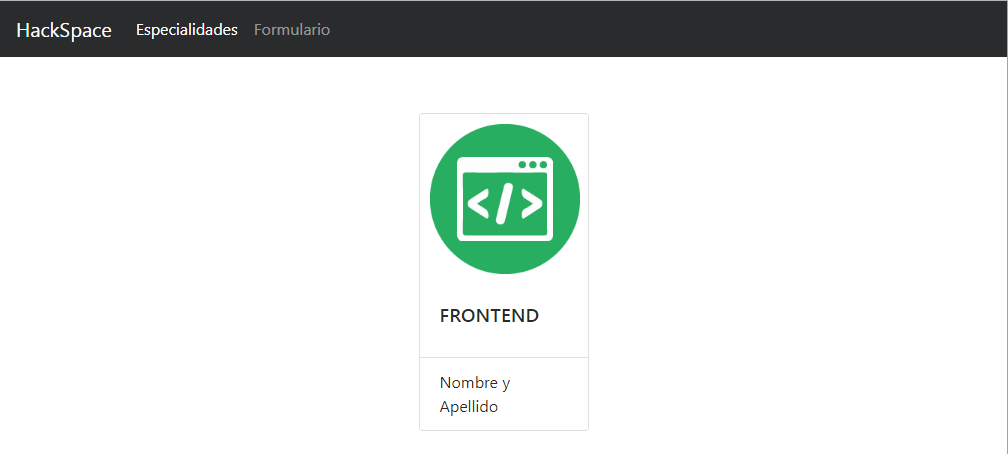 HackSpace Especialidades Formulario
</>
FRONTEND
Nombre y
Apellido